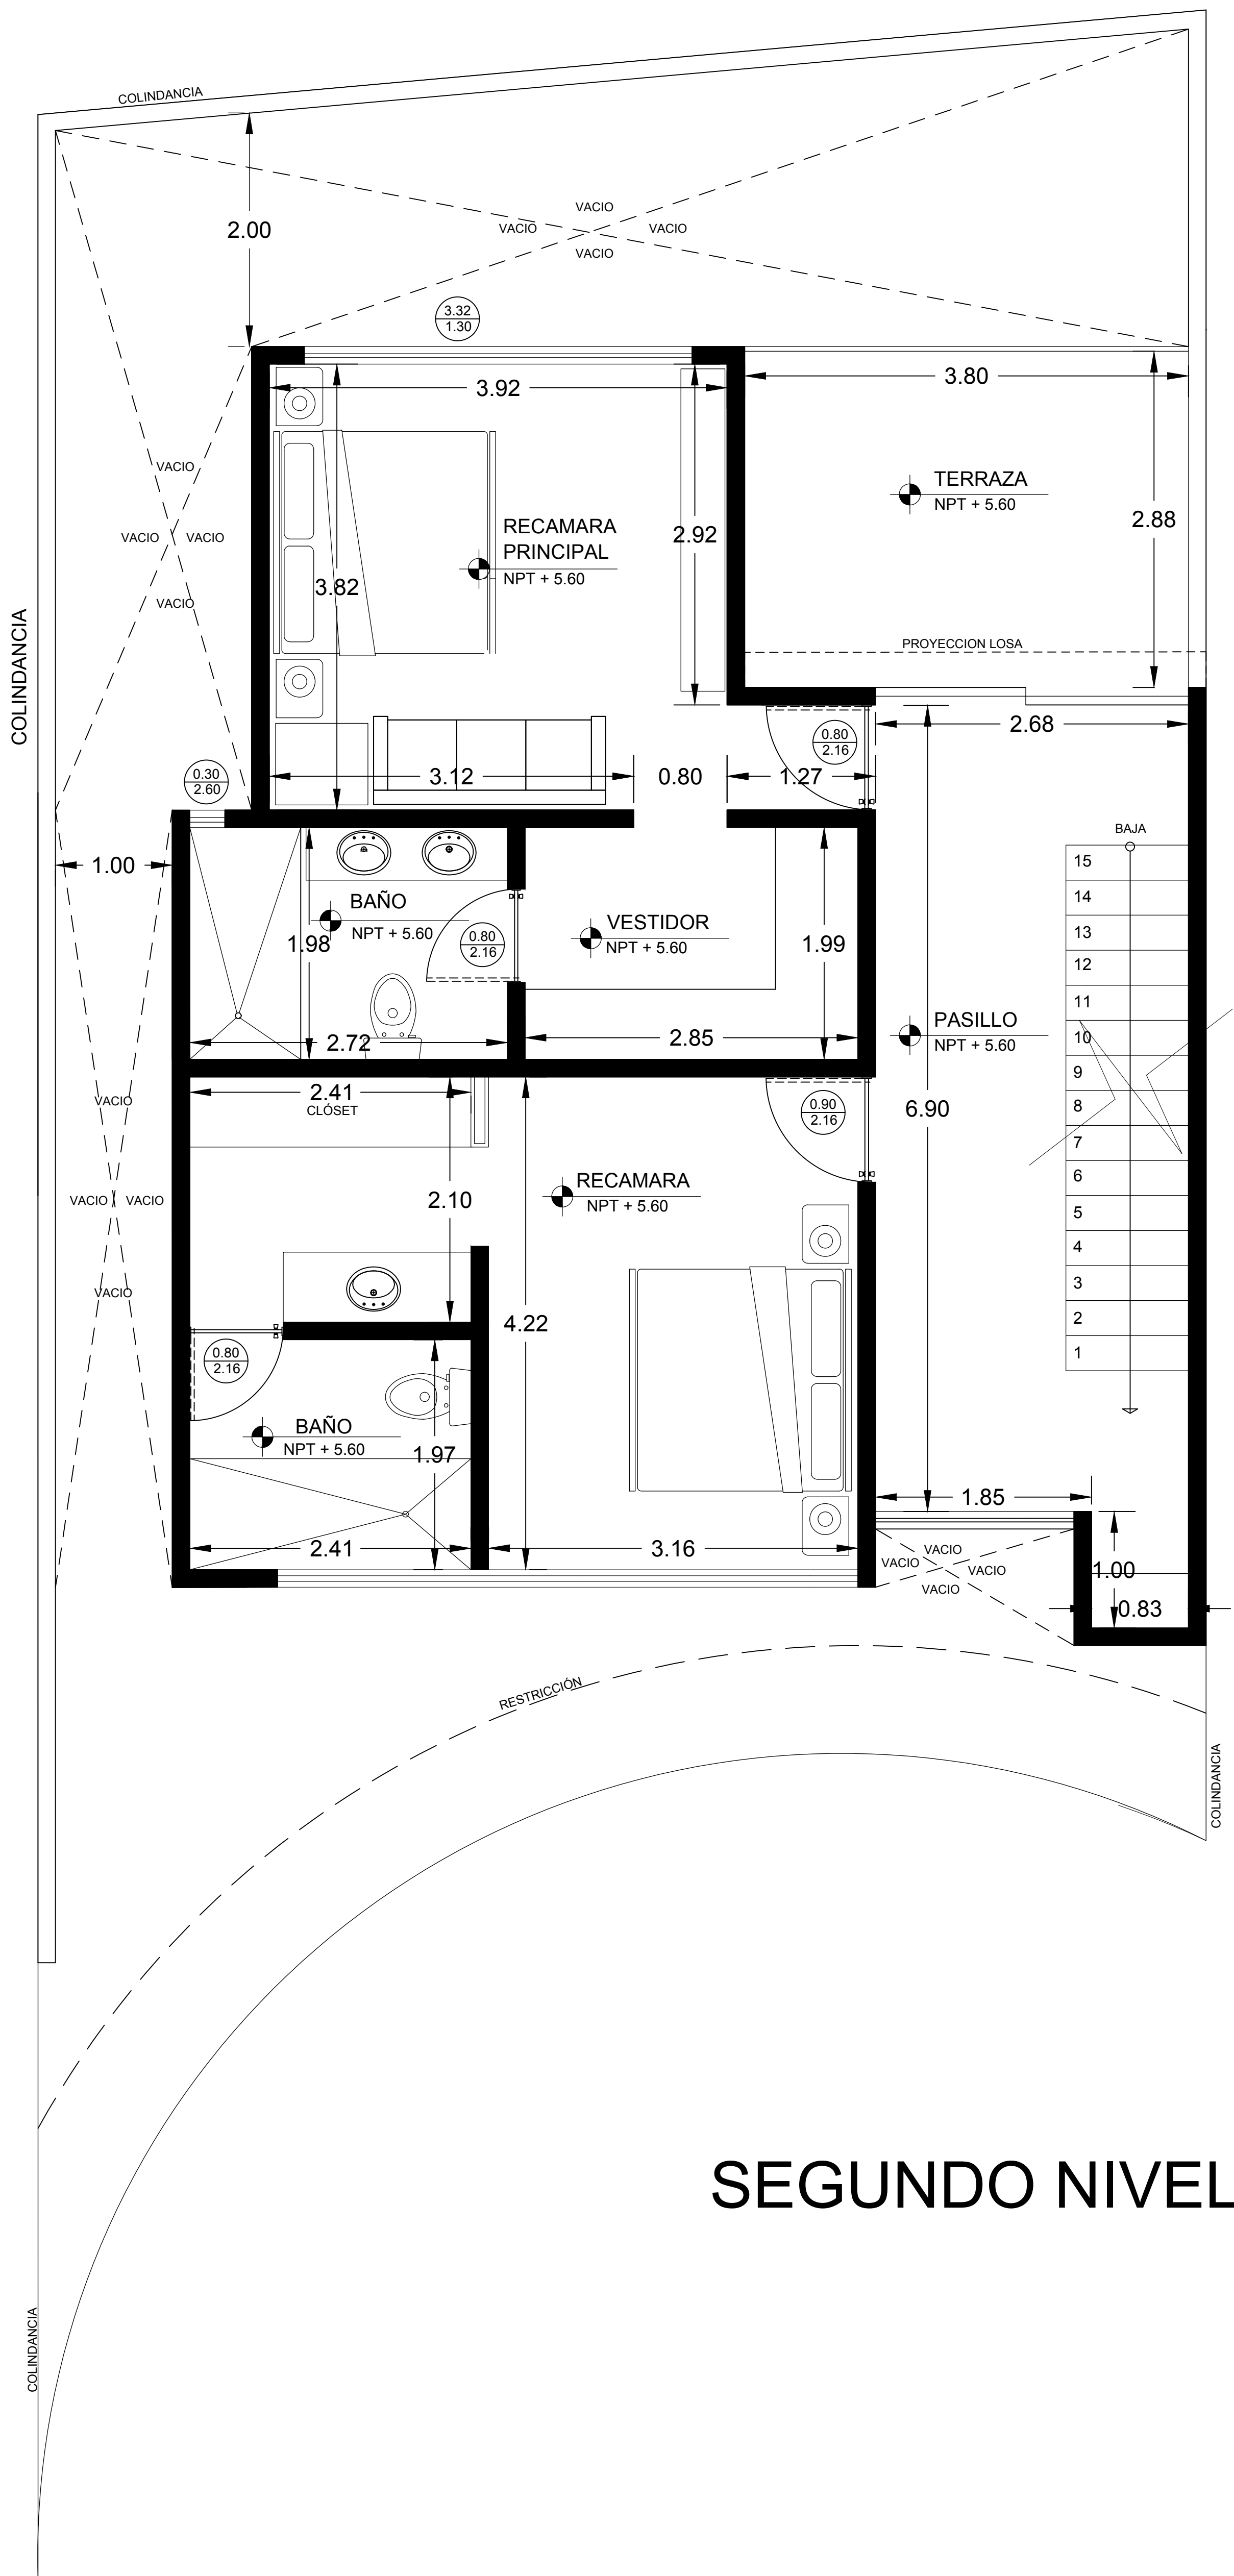 COLINDANCIA
2.00
VACIO
VACIO VACIO
VACIO
3.32
1.30
3.92
3.80
VACIO
VACIO VACIO
VACIO
RECAMARA
PRINCIPAL
NPT + 5.60
2.92
3.82
TERRAZA
NPT + 5.60
2.88
COLINDANCIA
PROYECCION LOSA
0.30
2.60
3.12
0.80
1.27
0.80
2.16
2.68
1.00
BAÑO
NPT + 5.60
1.98
0.80
2.16
VESTIDOR
NPT + 5.60
1.99
2.72
2.85
BAJA
15
14
13
12
11
10
9
8
7
6
5
4
3
2
1
PASILLO
NPT + 5.60
6.90
2.41
CLÓSET
0.90
2.16
VACIO
VACIO VACIO
VACIO
2.10
RECAMARA
NPT + 5.60
4.22
0.80
2.16
BAÑO
NPT + 5.60
1.97
2.41
3.16
1.85
VACIO
VACIO VACIO
VACIO
1.00
0.83
RESTRICCIÓN
COLINDANCIA
SEGUNDO NIVEL
COLINDANCIA